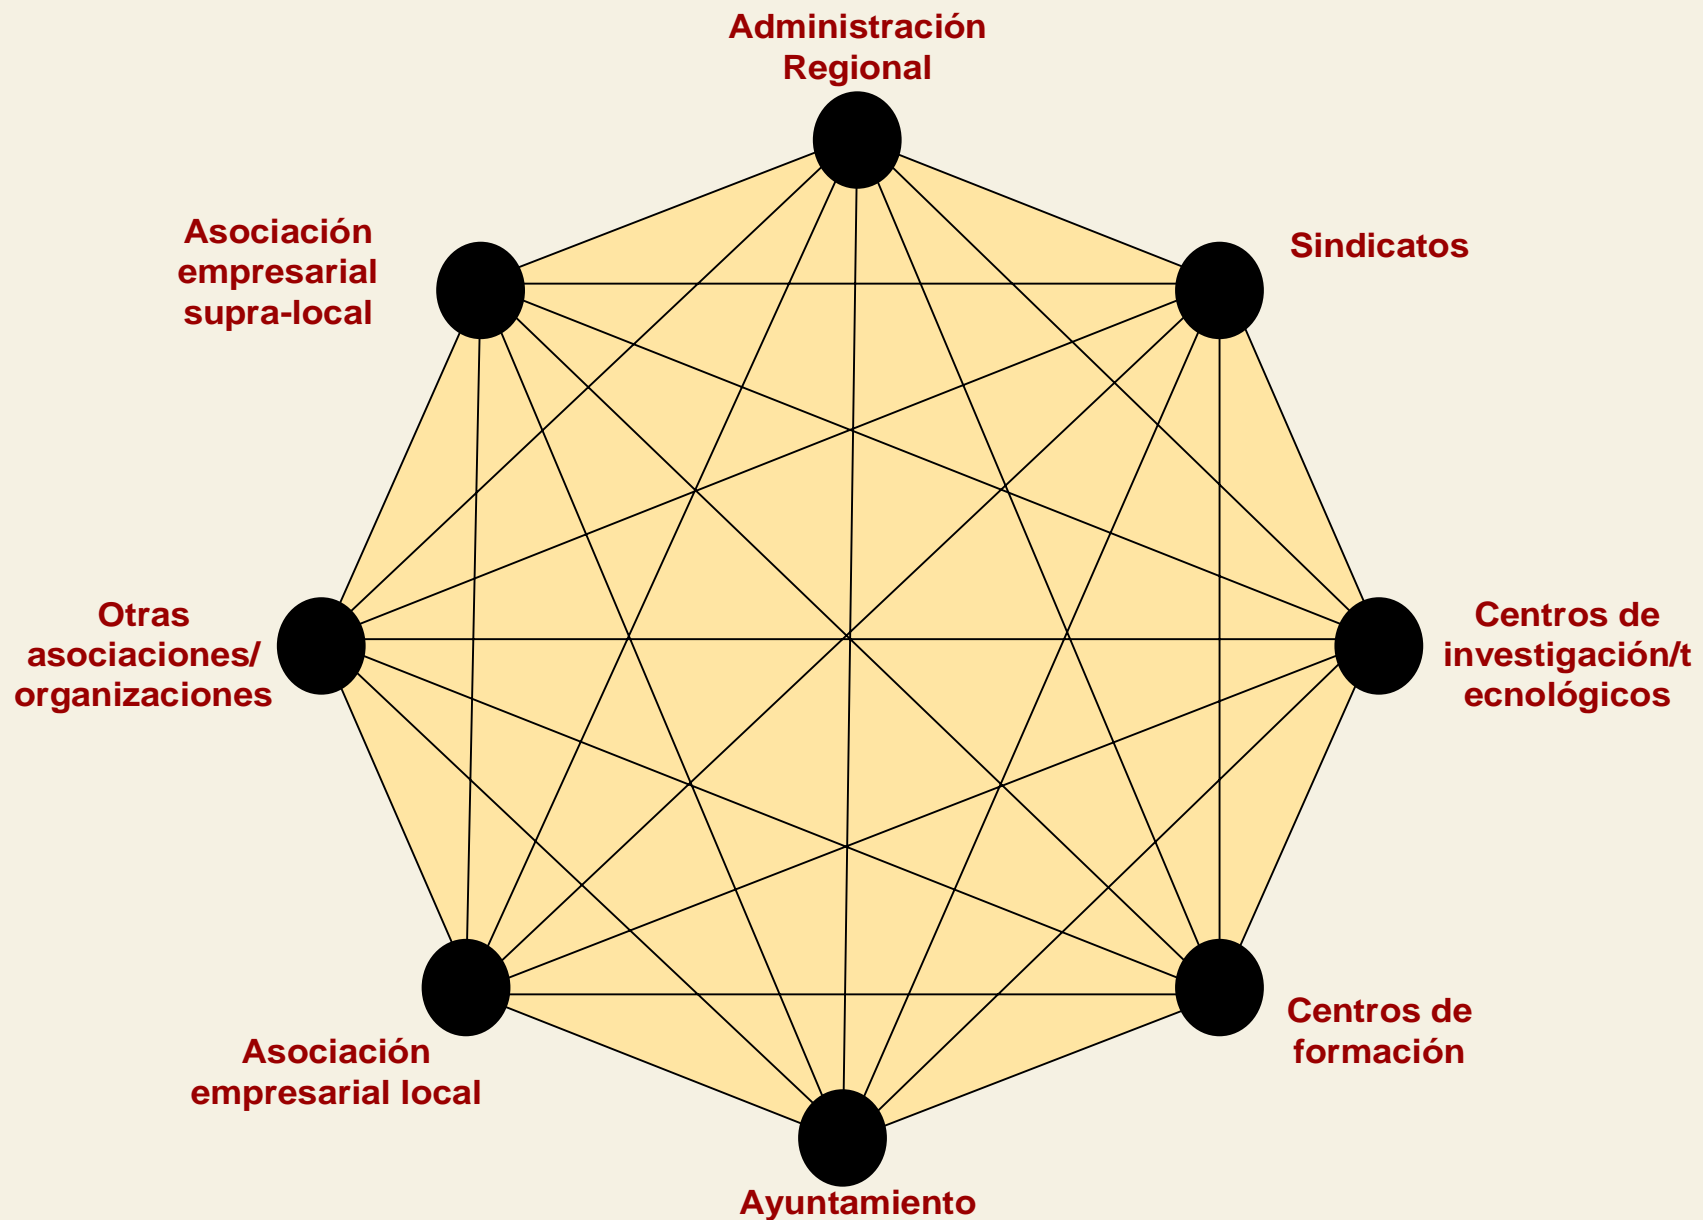 Administración
Regional
Asociación
empresarial
supra-local
Sindicatos
Otras
asociaciones/
organizaciones
Centros de
investigación/t
ecnológicos
Asociación
empresarial local
Centros de
formación
Ayuntamiento